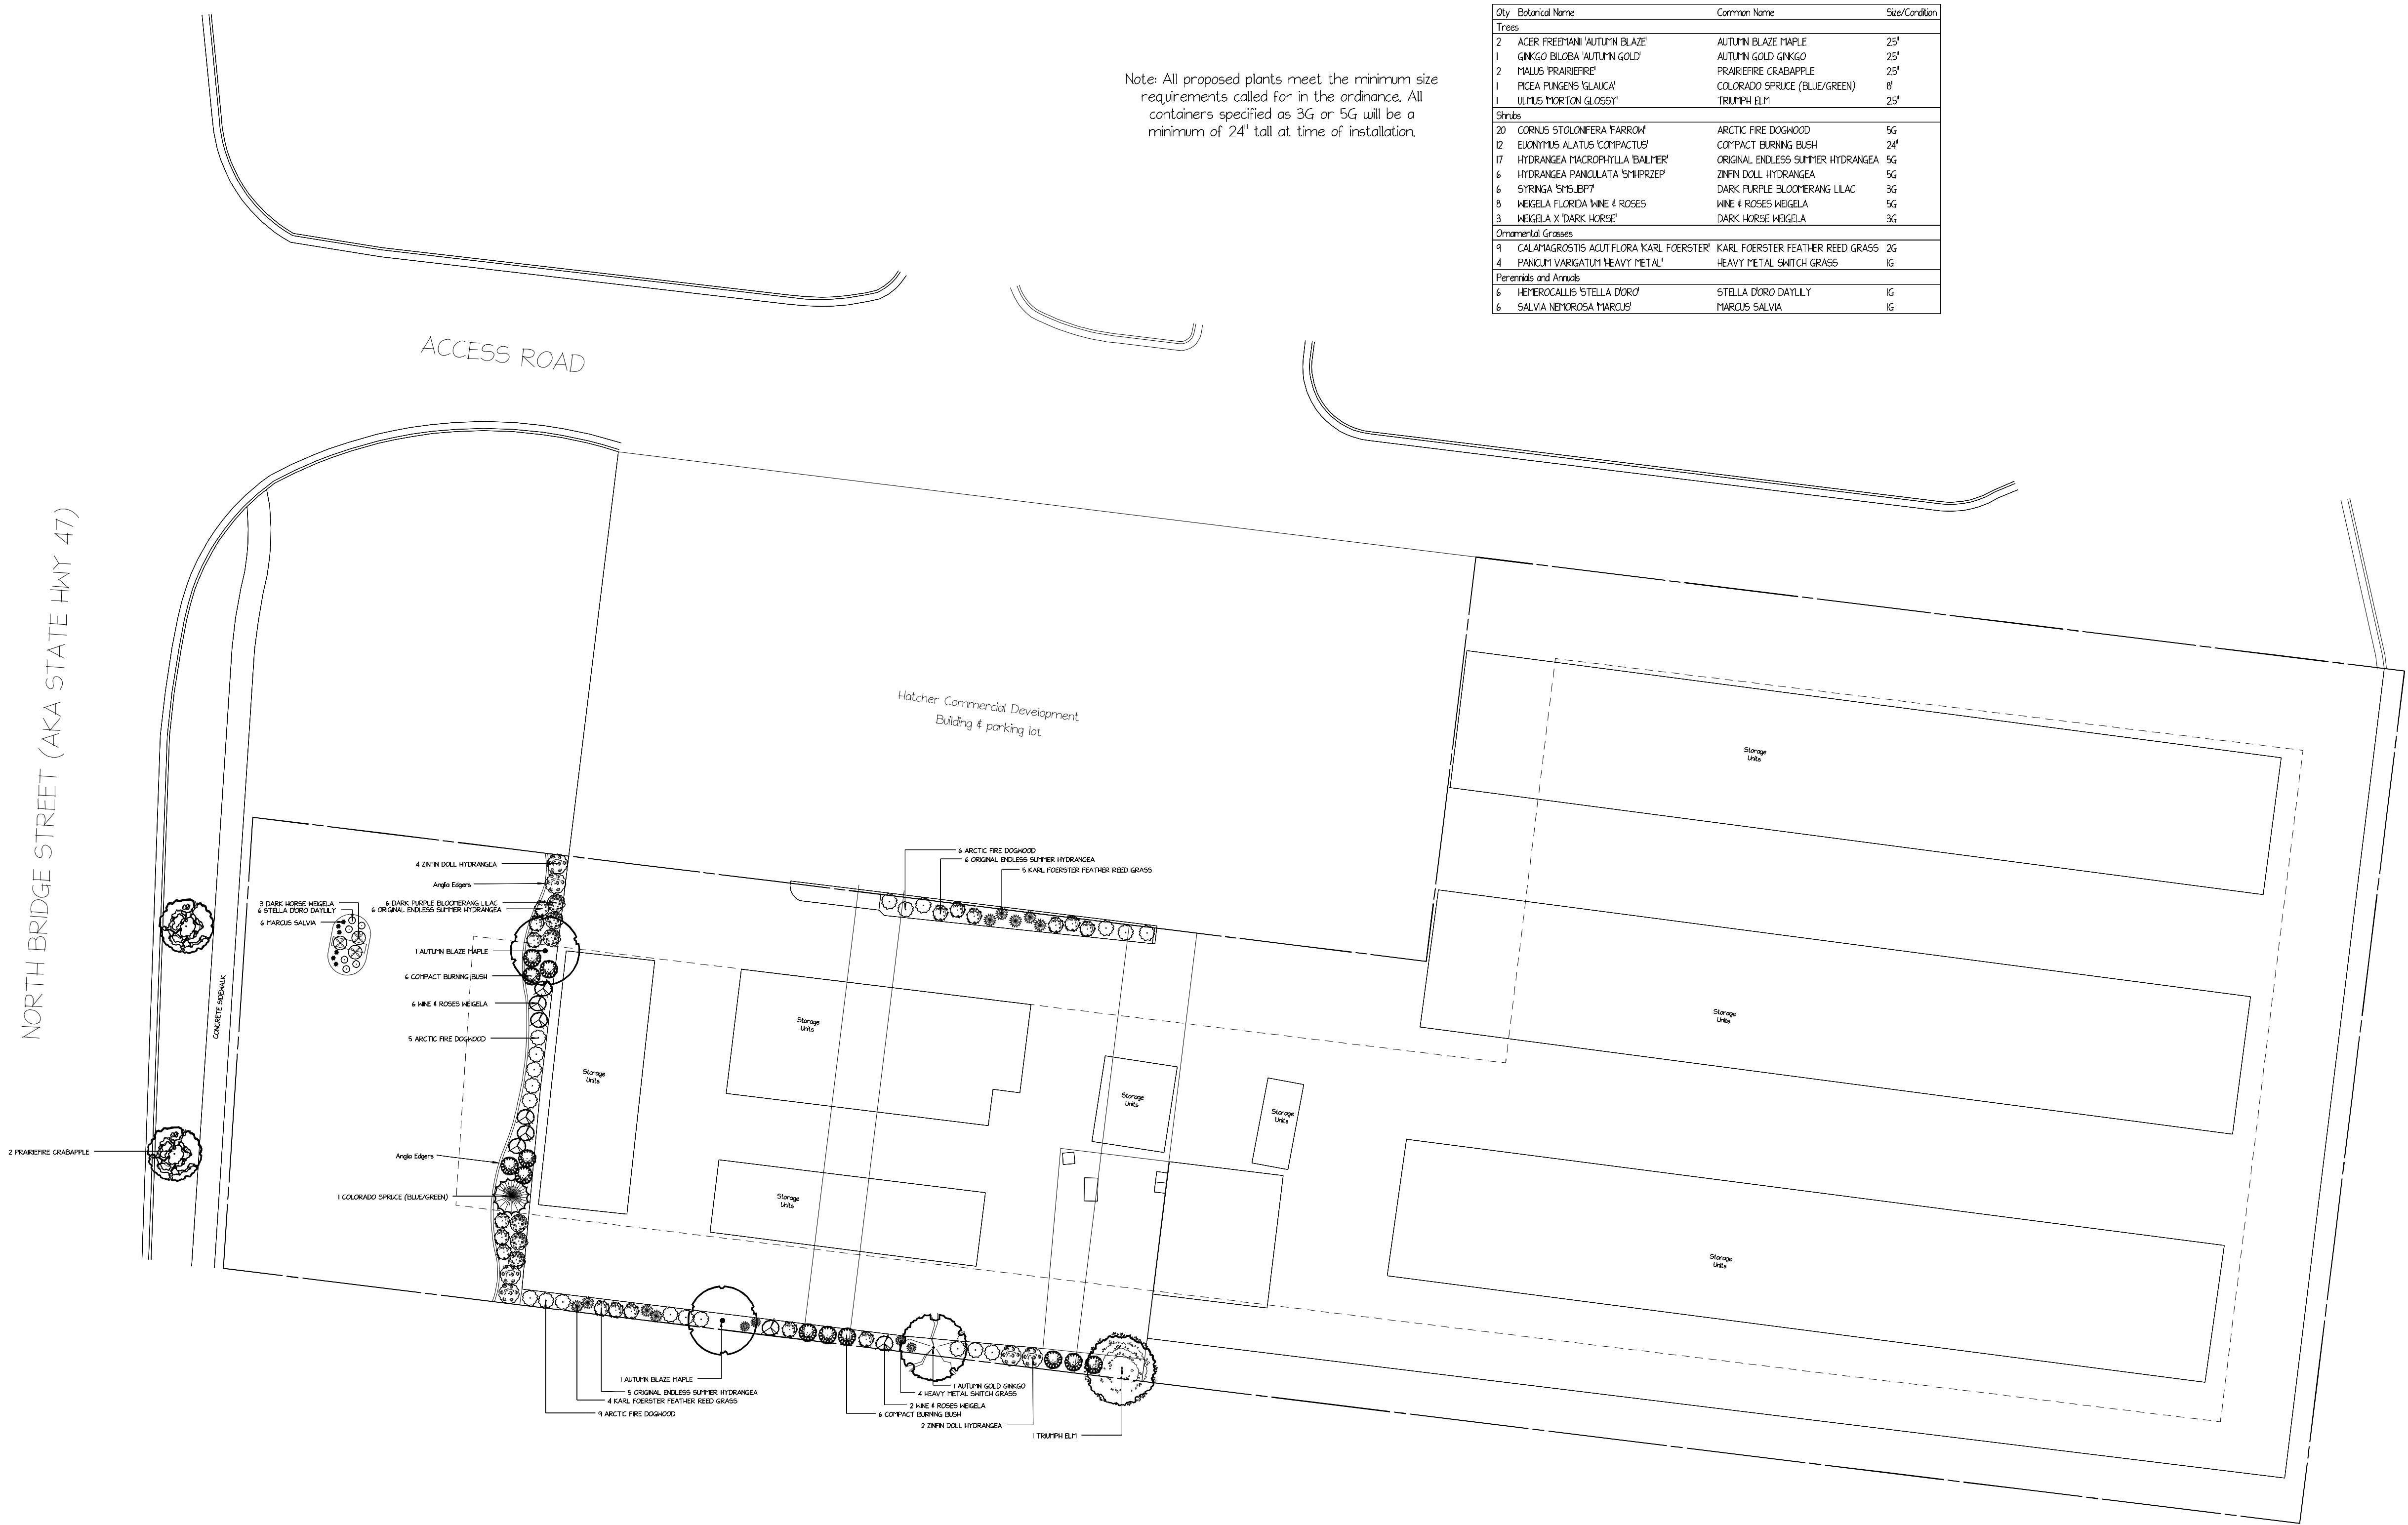 Qty Botanical Name Common Name Size/Condition
Trees
2 ACER FREEMANII 'AUTUMN BLAZE' AUTUMN BLAZE MAPLE 2.5"
1 GINKGO BILOBA 'AUTUMN GOLD' AUTUMN GOLD GINKGO 2.5"
2 MALUS 'PRAIRIEFIRE' PRAIRIEFIRE CRABAPPLE 2.5"
1 PICEA PUNGENS 'GLAUCA' COLORADO SPRUCE (BLUE/GREEN) 8'
1 ULMUS 'MORTON GLOSSY' TRIUMPH ELM 2.5"
Shrubs
20 CORNUS STOLONIFERA 'FARROW' ARCTIC FIRE DOGWOOD 5G
12 EUONYMUS ALATUS 'COMPACTUS' COMPACT BURNING BUSH 24"
17 HYDRANGEA MACROPHYLLA 'BAILMER' ORIGINAL ENDLESS SUMMER HYDRANGEA 5G
6 HYDRANGEA PANICULATA 'SMHPRZEP' ZINFIN DOLL HYDRANGEA 5G
6 SYRINGA 'SMSJBP7' DARK PURPLE BLOOMERANG LILAC 3G
8 WEIGELA FLORIDA 'WINE & ROSES WINE & ROSES WEIGELA 5G
3 WEIGELA X 'DARK HORSE' DARK HORSE WEIGELA 3G
Ornamental Grasses
9 CALAMAGROSTIS ACUTIFLORA 'KARL FOERSTER' KARL FOERSTER FEATHER REED GRASS 2G
4 PANICUM VARIGATUM 'HEAVY METAL' HEAVY METAL SWITCH GRASS 1G
Perennials and Annuals
6 HEMEROCALLIS 'STELLA D'ORO' STELLA D'ORO DAYLILY 1G
6 SALVIA NEMOROSA 'MARCUS' MARCUS SALVIA 1G
Note: All proposed plants meet the minimum size
requirements called for in the ordinance. All
containers specified as 3G or 5G will be a
minimum of 24" tall at time of installation.
ACCESS ROAD
NORTH BRIDGE STREET (AKA STATE HWY 47)
CONCRETE SIDEWALK
Hatcher Commercial Development
Building & parking lot
Storage
Units
6 ARCTIC FIRE DOGWOOD
6 ORIGINAL ENDLESS SUMMER HYDRANGEA
5 KARL FOERSTER FEATHER REED GRASS
4 ZINFIN DOLL HYDRANGEA
Anglia Edgers
6 DARK PURPLE BLOOMERANG LILAC
6 ORIGINAL ENDLESS SUMMER HYDRANGEA
3 DARK HORSE WEIGELA
6 STELLA D'ORO DAYLILY
6 MARCUS SALVIA
1 AUTUMN BLAZE MAPLE
6 COMPACT BURNING BUSH
6 WINE & ROSES WEIGELA
5 ARCTIC FIRE DOGWOOD
Storage
Units
Storage
Units
Storage
Units
Storage
Units
Storage
Units
2 PRAIRIEFIRE CRABAPPLE
Anglia Edgers
1 COLORADO SPRUCE (BLUE/GREEN)
Storage
Units
Storage
Units
1 AUTUMN BLAZE MAPLE
5 ORIGINAL ENDLESS SUMMER HYDRANGEA
4 KARL FOERSTER FEATHER REED GRASS
9 ARCTIC FIRE DOGWOOD
1 AUTUMN GOLD GINKGO
4 HEAVY METAL SWITCH GRASS
2 WINE & ROSES WEIGELA
6 COMPACT BURNING BUSH
2 ZINFIN DOLL HYDRANGEA
1 TRIUMPH ELM